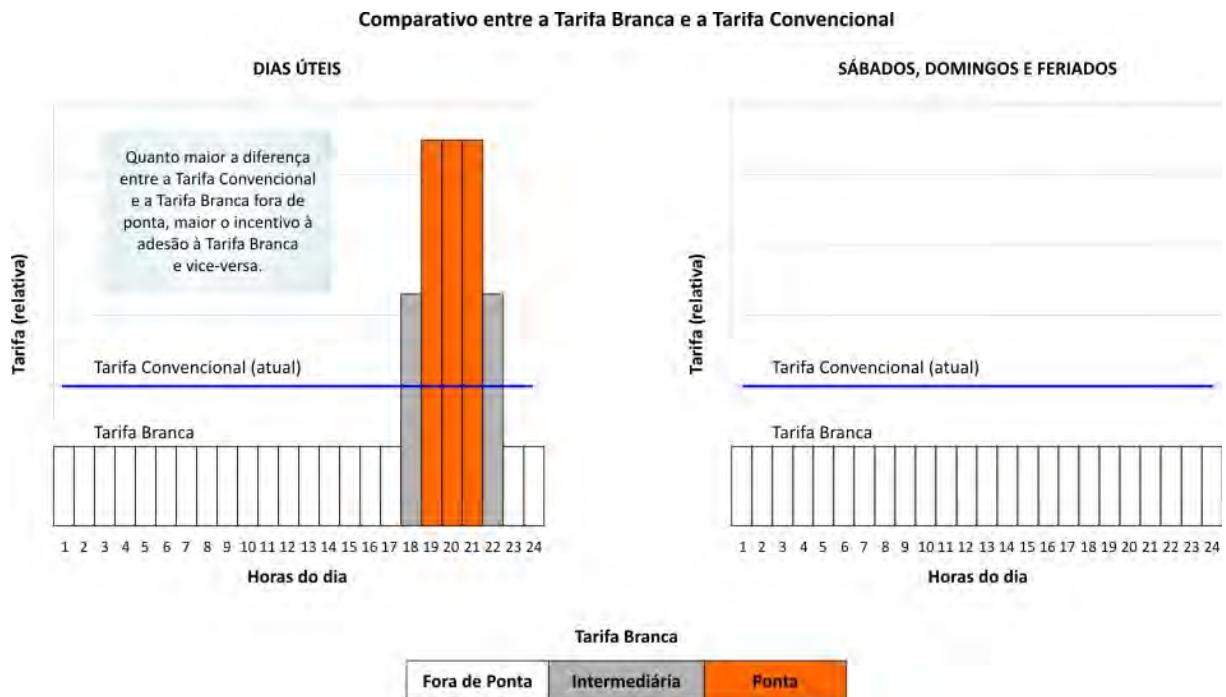 Comparativo entre a Tarifa Branca e a Tarifa Convencional
DIAS ÚTEIS
Tarifa (relativa)
Quanto maior a diferença
entre a Tarifa Convencional
e a Tarifa Branca fora de
ponta, maior o incentivo à
adesão à Tarifa Branca
e vice-versa.
Tarifa Convencional (atual)
Tarifa Branca
1 2 3 4 5 6 7 8 9 10 11 12 13 14 15 16 17 18 19 20 21 22 23 24
Horas do dia
SÁBADOS, DOMINGOS E FERIADOS
Tarifa (relativa)
Tarifa Convencional (atual)
Tarifa Branca
1 2 3 4 5 6 7 8 9 10 11 12 13 14 15 16 17 18 19 20 21 22 23 24
Horas do dia
Tarifa Branca
Fora de Ponta Intermediária Ponta